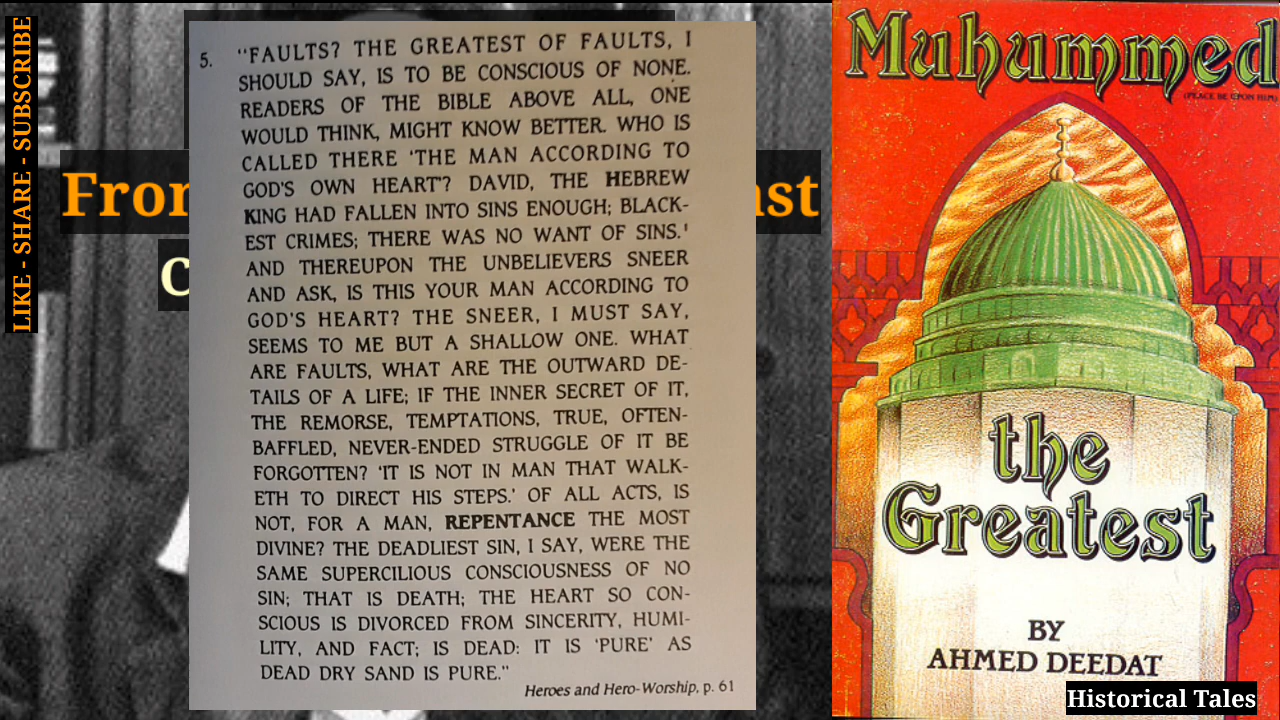 LIKE - SHARE - SUBSCRIBE
5. “FAULTS? THE GREATEST OF FAULTS, I
SHOULD SAY, IS TO BE CONSCIOUS OF NONE.
READERS OF THE BIBLE ABOVE ALL, ONE
WOULD THINK, MIGHT KNOW BETTER. WHO IS
CALLED THERE ‘THE MAN ACCORDING TO
GOD'S OWN HEART’? DAVID, THE HEBREW
KING HAD FALLEN INTO SINS ENOUGH; BLACK-
EST CRIMES; THERE WAS NO WANT OF SINS.'
AND THEREUPON THE UNBELIEVERS SNEER
AND ASK, IS THIS YOUR MAN ACCORDING TO
GOD'S HEART? THE SNEER, I MUST SAY,
SEEMS TO ME BUT A SHALLOW ONE. WHAT
ARE FAULTS, WHAT ARE THE OUTWARD DE-
TAILS OF A LIFE; IF THE INNER SECRET OF IT,
THE REMORSE, TEMPTATIONS, TRUE, OFTEN-
BAFFLED, NEVER-ENDED STRUGGLE OF IT BE
FORGOTTEN? ‘IT IS NOT IN MAN THAT WALK-
ETH TO DIRECT HIS STEPS.’ OF ALL ACTS, IS
NOT, FOR A MAN, REPENTANCE THE MOST
DIVINE? THE DEADLIEST SIN, I SAY, WERE THE
SAME SUPERCILIOUS CONSCIOUSNESS OF NO
SIN; THAT IS DEATH; THE HEART SO CON-
SCIOUS IS DIVORCED FROM SINCERITY, HUMI-
LITY, AND FACT; IS DEAD: IT IS ‘PURE’ AS
DEAD DRY SAND IS PURE.”
Heroes and Hero-Worship, p. 61
Muhummed
(PEACE BE UPON HIM)
the
Greatest
BY
AHMED DEEDAT
Historical Tales